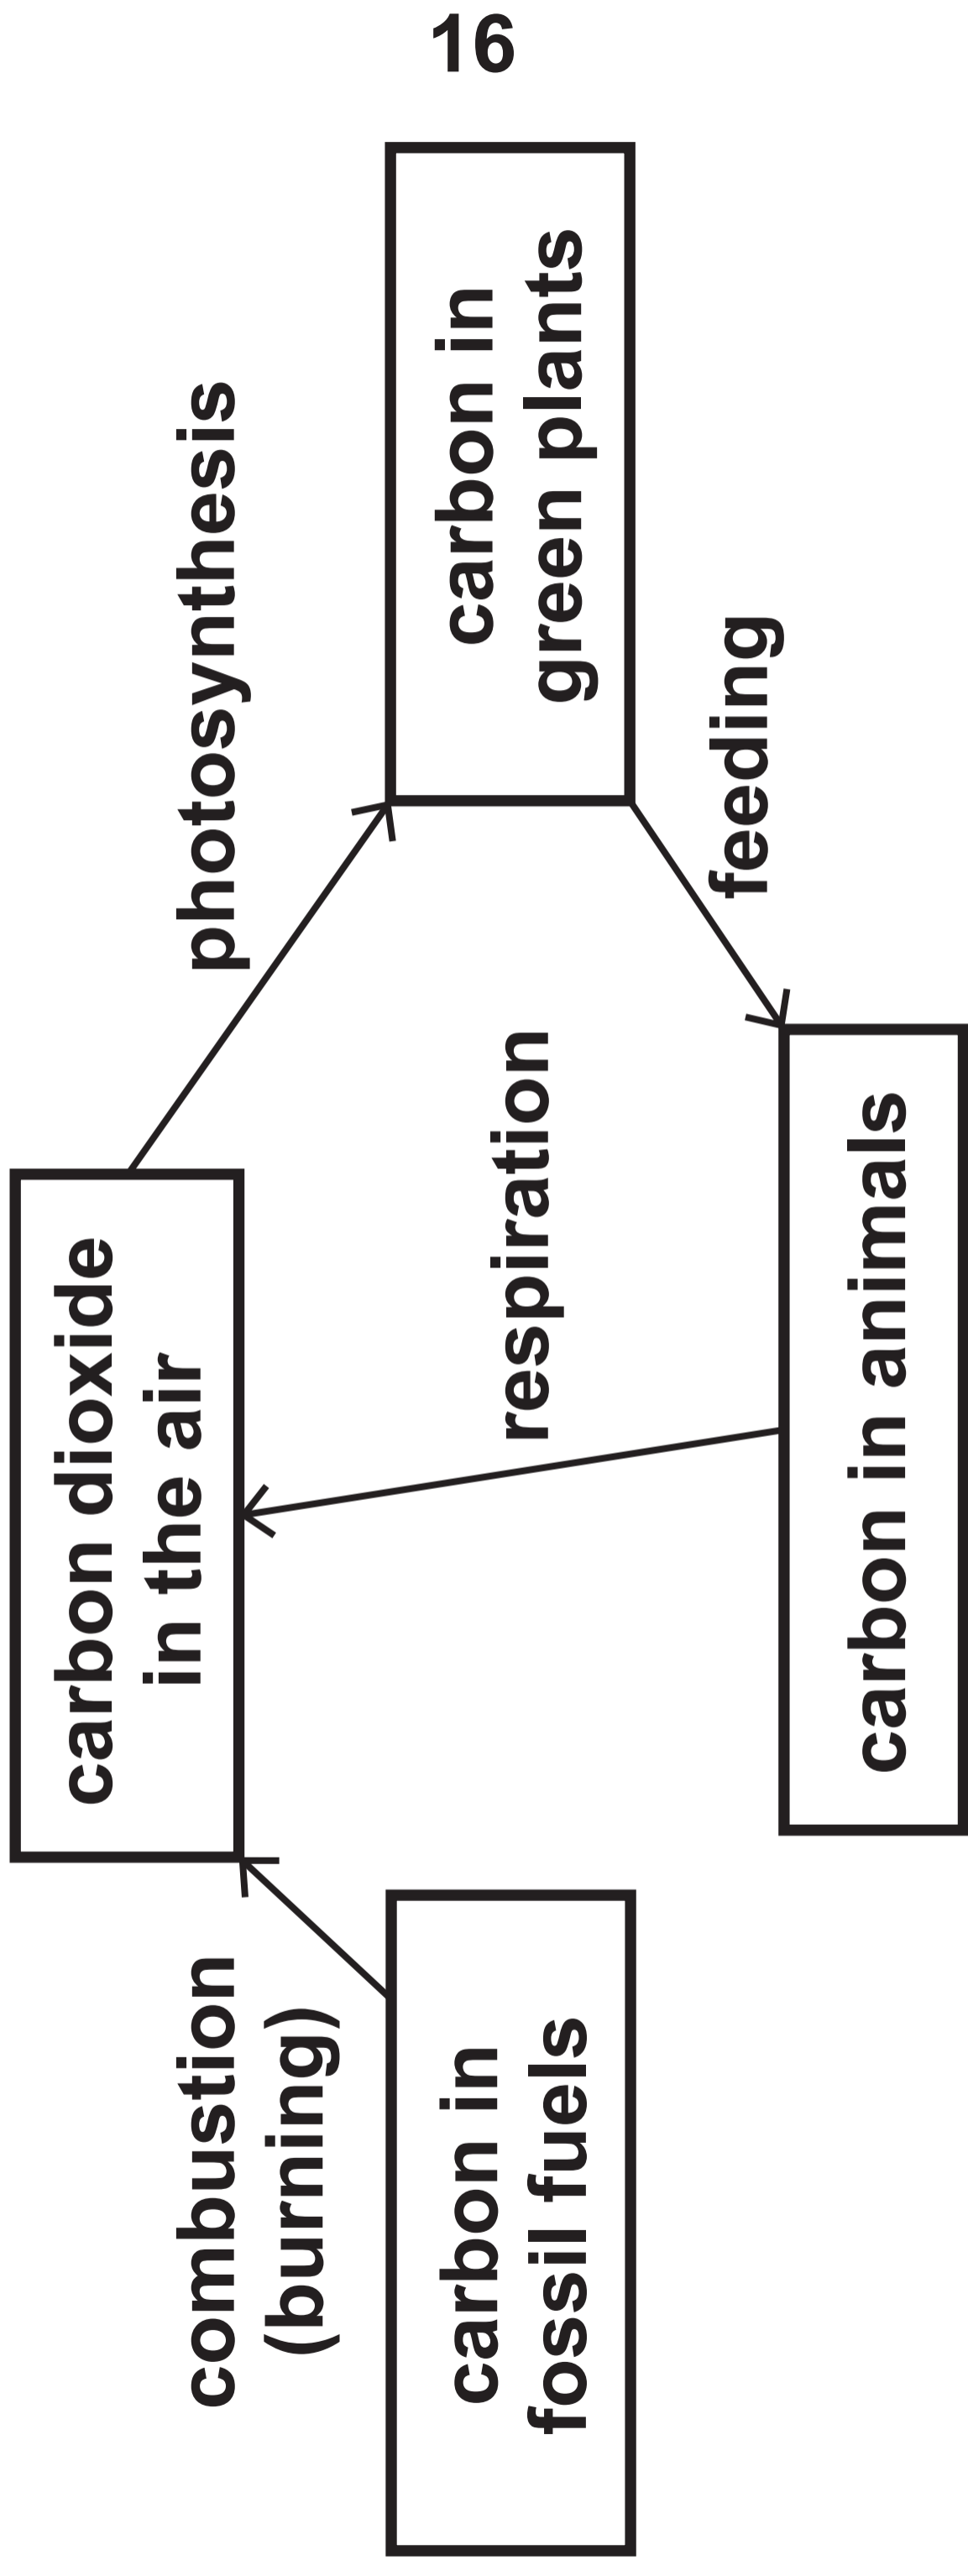 16
carbon dioxide
in the air
combustion
(burning)
photosynthesis
carbon in
fossil fuels
respiration
carbon in
green plants
feeding
carbon in animals